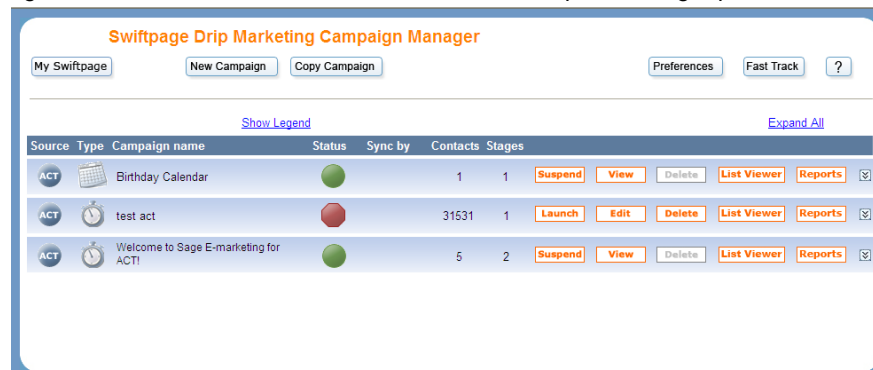 Swiftpage Drip Marketing Campaign Manager
My Swiftpage New Campaign Copy Campaign Preferences Fast Track ?
Show Legend Expand All
Source Type Campaign name Status Sync by Contacts Stages
ACT Birthday Calendar 1 1 Suspend View Delete List Viewer Reports
ACT test act 31531 1 Launch Edit Delete List Viewer Reports
ACT Welcome to Sage E-marketing for ACT! 5 2 Suspend View Delete List Viewer Reports